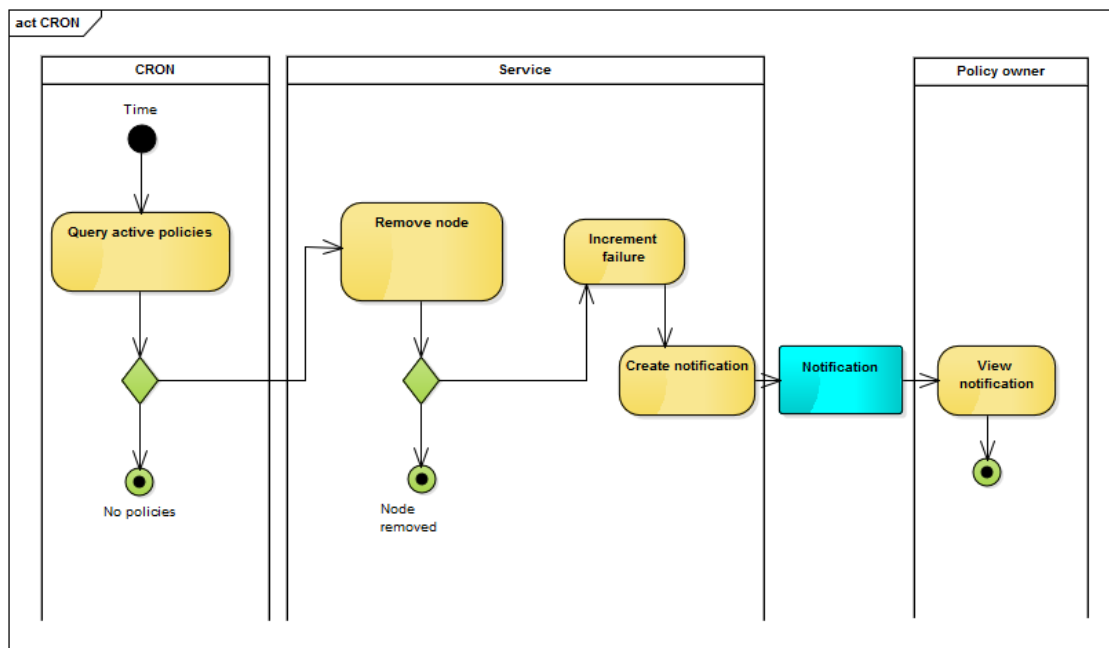 act CRON
CRON
Service
Policy owner
Time
Query active policies
Remove node
Increment
failure
Create notification
Notification
View
notification
No policies
Node
removed